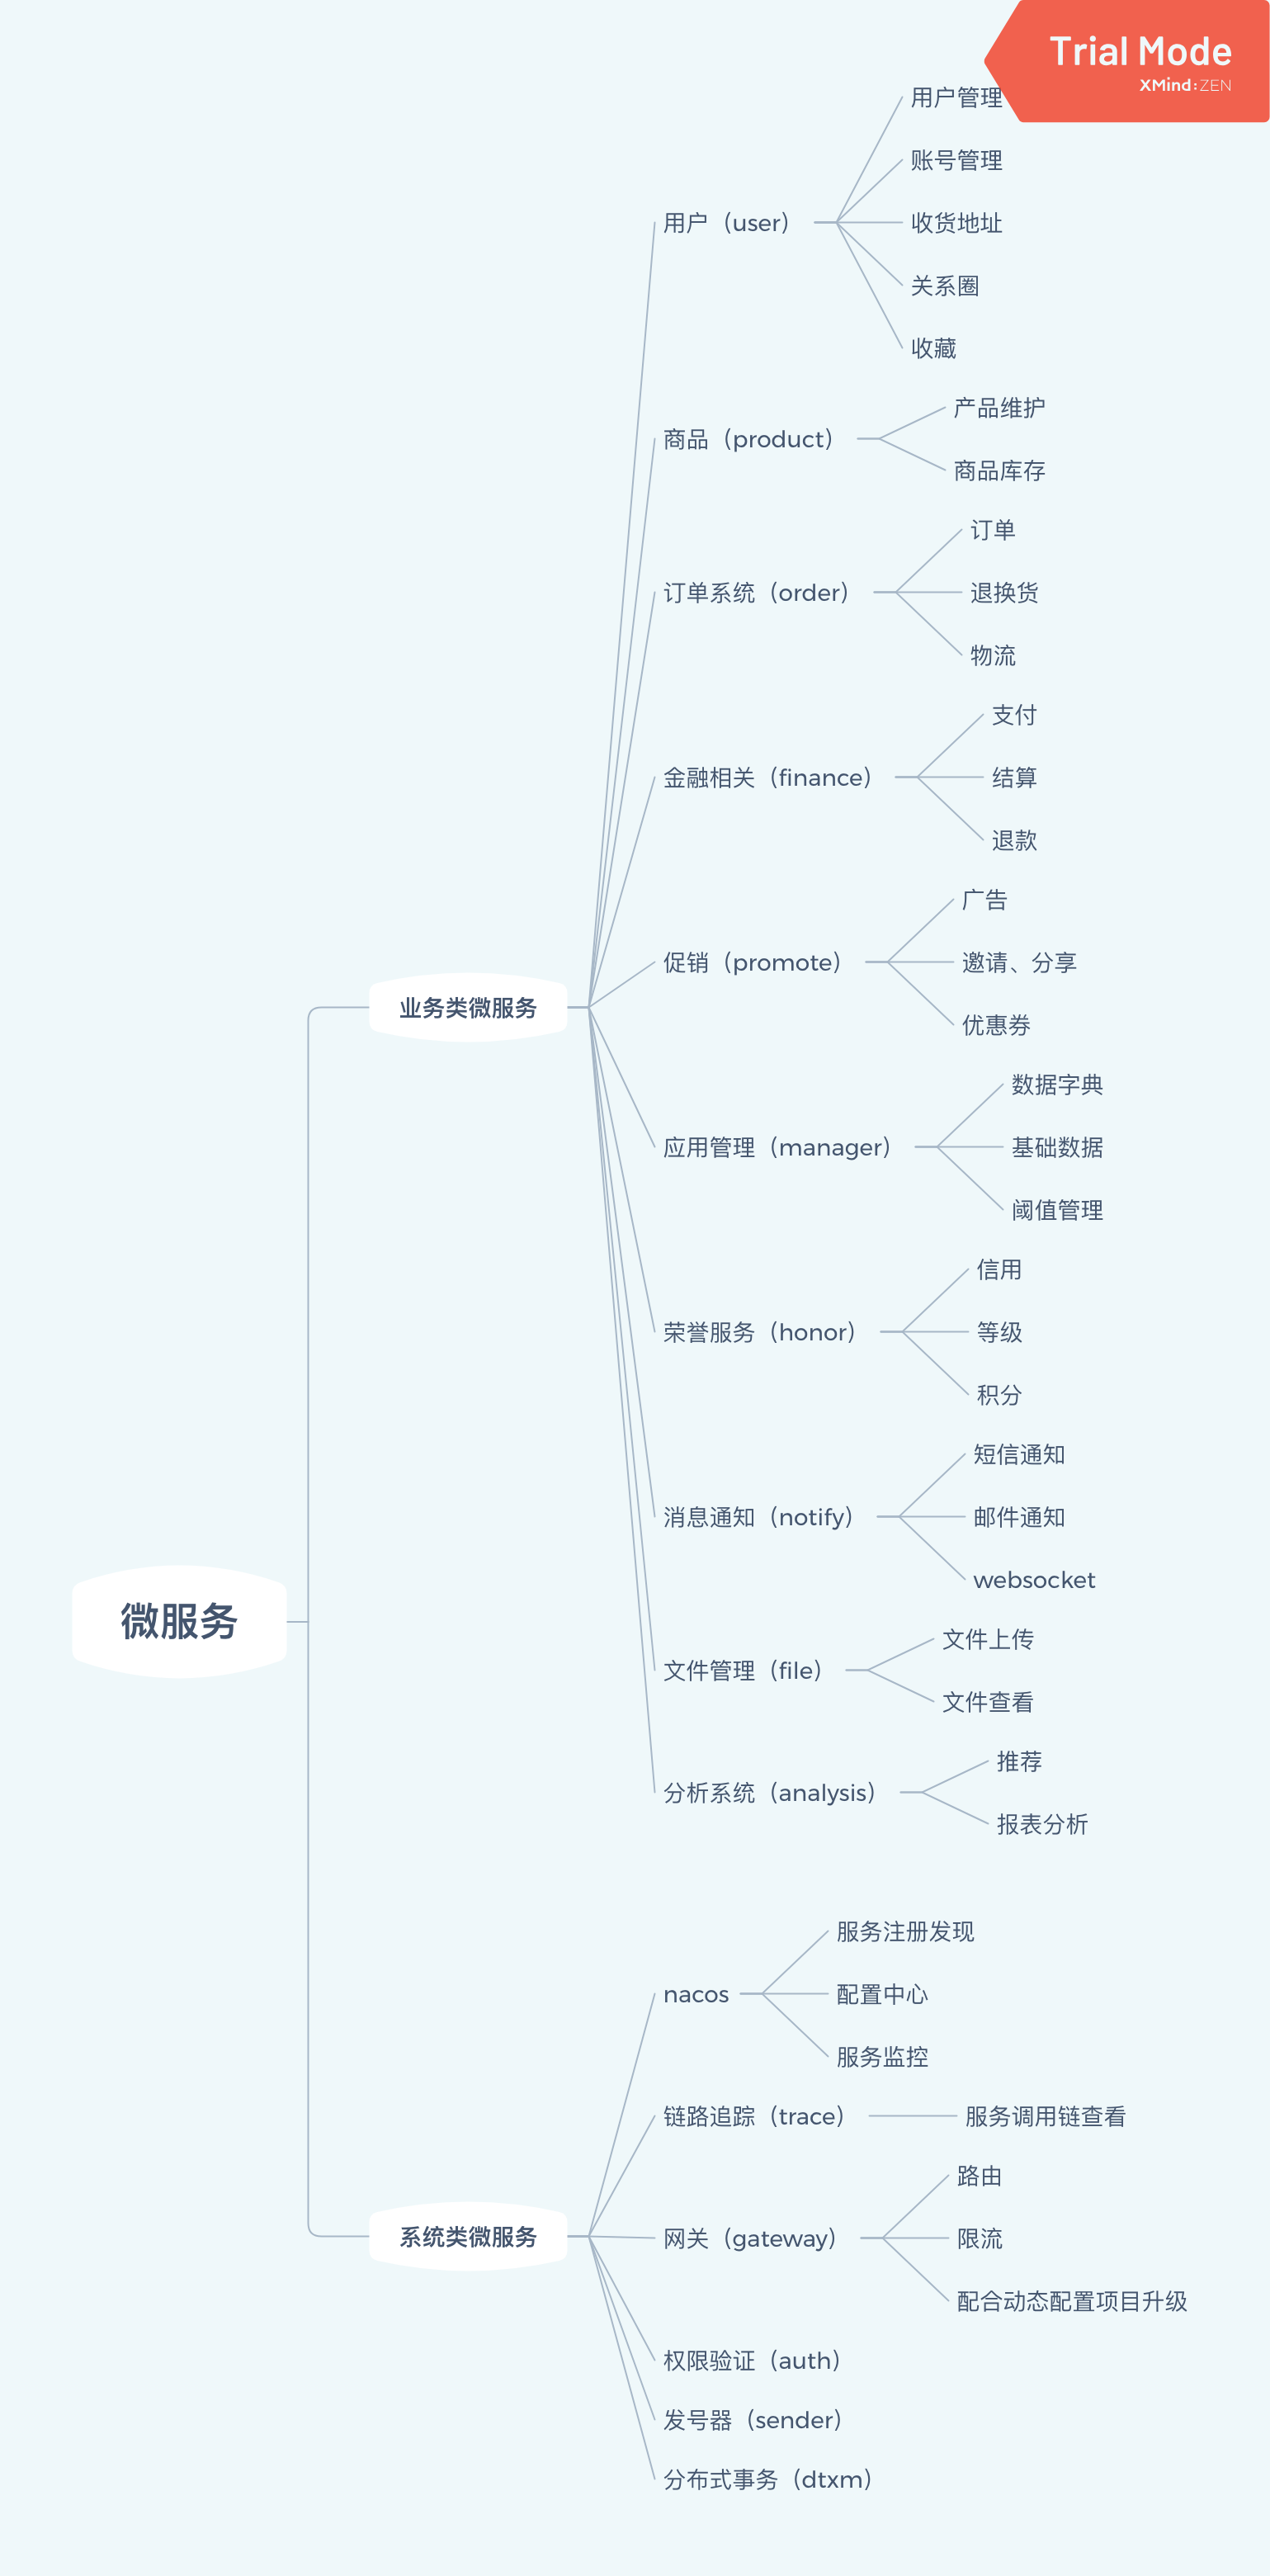 Trial Mode
XMind:ZEN
微服务
业务类微服务
用户（user）
用户管理
账号管理
收货地址
关系圈
收藏
商品（product）
产品维护
商品库存
订单系统（order）
订单
退换货
物流
金融相关（finance）
支付
结算
退款
促销（promote）
广告
邀请、分享
优惠券
应用管理（manager）
数据字典
基础数据
阈值管理
荣誉服务（honor）
信用
等级
积分
消息通知（notify）
短信通知
邮件通知
websocket
文件管理（file）
文件上传
文件查看
分析系统（analysis）
推荐
报表分析
系统类微服务
nacos
服务注册发现
配置中心
服务监控
链路追踪（trace）
服务调用链查看
网关（gateway）
路由
限流
配合动态配置项目升级
权限验证（auth）
发号器（sender）
分布式事务（dtxm）